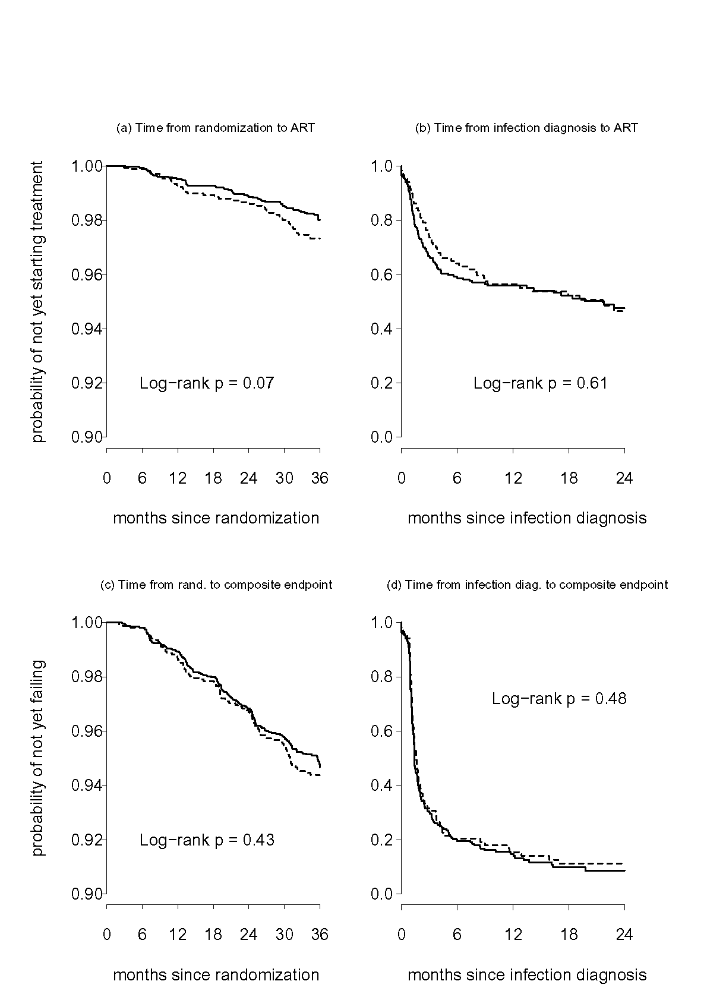 (a) Time from randomization to ART
probability of not yet starting treatment
1.00
0.98
0.96
0.94
0.92
0.90
Log−rank p = 0.07
0 6 12 18 24 30 36
months since randomization
(b) Time from infection diagnosis to ART
1.0
0.8
0.6
0.4
0.2
0.0
Log−rank p = 0.61
0 6 12 18 24
months since infection diagnosis
(c) Time from rand. to composite endpoint
probability of not yet failing
1.00
0.98
0.96
0.94
0.92
0.90
Log−rank p = 0.43
0 6 12 18 24 30 36
months since randomization
(d) Time from infection diag. to composite endpoint
1.0
0.8
0.6
0.4
0.2
0.0
Log−rank p = 0.48
0 6 12 18 24
months since infection diagnosis